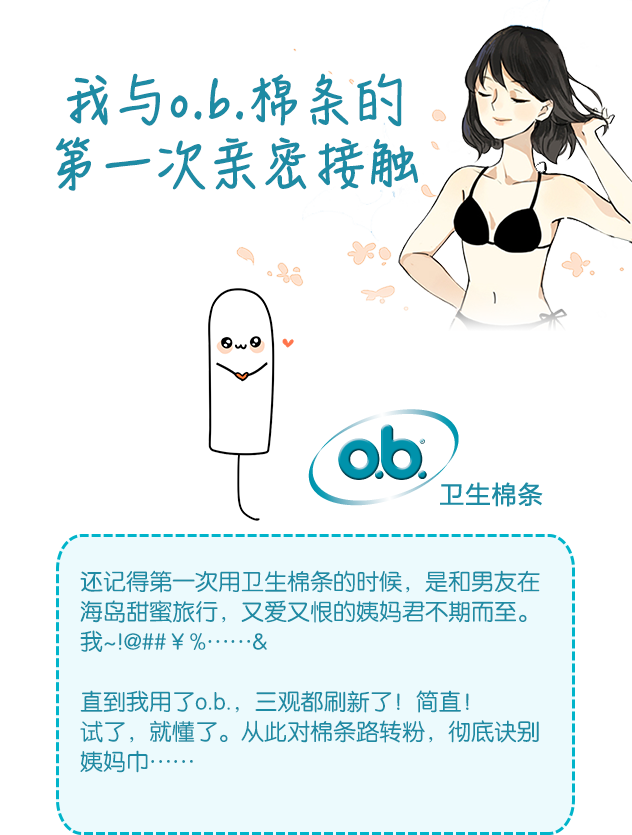 我与o.b.棉条的
第一次亲密接触
o.b.®
卫生棉条
还记得第一次用卫生棉条的时候，是和男友在
海岛甜蜜旅行，又爱又恨的姨妈君不期而至。
我~!@##￥%……&
直到我用了o.b.，三观都刷新了！简直！
试了，就懂了。从此对棉条路转粉，彻底诀别
姨妈巾……